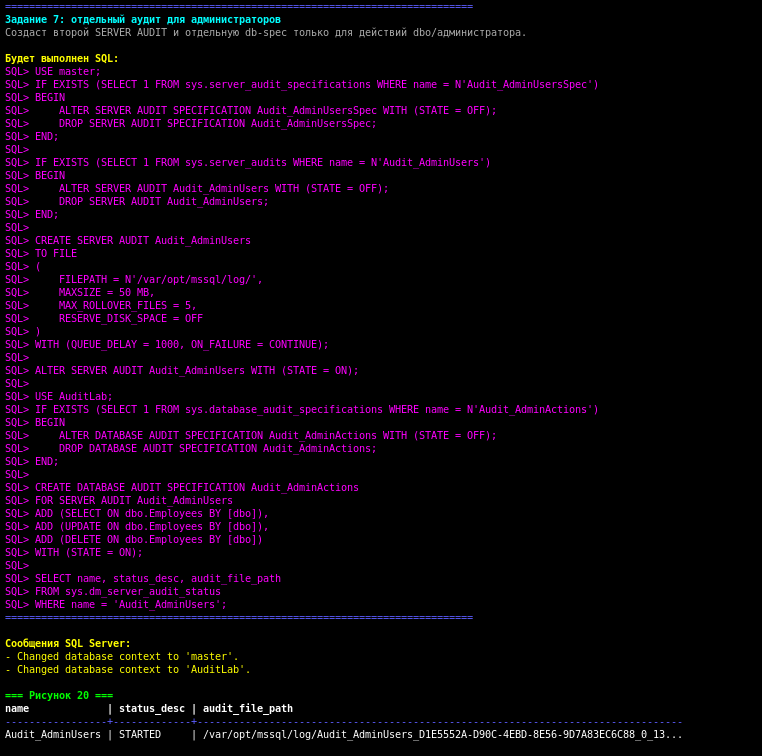 ==============================================================================
Задание 7: отдельный аудит для администраторов
Создаст второй SERVER AUDIT и отдельную db-spec только для действий dbo/администратора.

Будет выполнен SQL:
SQL> USE master;
SQL> IF EXISTS (SELECT 1 FROM sys.server_audit_specifications WHERE name = N'Audit_AdminUsersSpec')
SQL> BEGIN
SQL>     ALTER SERVER AUDIT SPECIFICATION Audit_AdminUsersSpec WITH (STATE = OFF);
SQL>     DROP SERVER AUDIT SPECIFICATION Audit_AdminUsersSpec;
SQL> END;
SQL>
SQL> IF EXISTS (SELECT 1 FROM sys.server_audits WHERE name = N'Audit_AdminUsers')
SQL> BEGIN
SQL>     ALTER SERVER AUDIT Audit_AdminUsers WITH (STATE = OFF);
SQL>     DROP SERVER AUDIT Audit_AdminUsers;
SQL> END;
SQL>
SQL> CREATE SERVER AUDIT Audit_AdminUsers
SQL> TO FILE
SQL> (
SQL>     FILEPATH = N'/var/opt/mssql/log/',
SQL>     MAXSIZE = 50 MB,
SQL>     MAX_ROLLOVER_FILES = 5,
SQL>     RESERVE_DISK_SPACE = OFF
SQL> )
SQL> WITH (QUEUE_DELAY = 1000, ON_FAILURE = CONTINUE);
SQL>
SQL> ALTER SERVER AUDIT Audit_AdminUsers WITH (STATE = ON);
SQL>
SQL> USE AuditLab;
SQL> IF EXISTS (SELECT 1 FROM sys.database_audit_specifications WHERE name = N'Audit_AdminActions')
SQL> BEGIN
SQL>     ALTER DATABASE AUDIT SPECIFICATION Audit_AdminActions WITH (STATE = OFF);
SQL>     DROP DATABASE AUDIT SPECIFICATION Audit_AdminActions;
SQL> END;
SQL>
SQL> CREATE DATABASE AUDIT SPECIFICATION Audit_AdminActions
SQL> FOR SERVER AUDIT Audit_AdminUsers
SQL> ADD (SELECT ON dbo.Employees BY [dbo]),
SQL> ADD (UPDATE ON dbo.Employees BY [dbo]),
SQL> ADD (DELETE ON dbo.Employees BY [dbo])
SQL> WITH (STATE = ON);
SQL>
SQL> SELECT name, status_desc, audit_file_path
SQL> FROM sys.dm_server_audit_status
SQL> WHERE name = 'Audit_AdminUsers';
==============================================================================

Сообщения SQL Server:
- Changed database context to 'master'.
- Changed database context to 'AuditLab'.

=== Рисунок 20 ===
name             | status_desc | audit_file_path
-----------------+-------------+---------------------------------------------------------------------------------
Audit_AdminUsers | STARTED     | /var/opt/mssql/log/Audit_AdminUsers_D1E5552A-D90C-4EBD-8E56-9D7A83EC6C88_0_13...